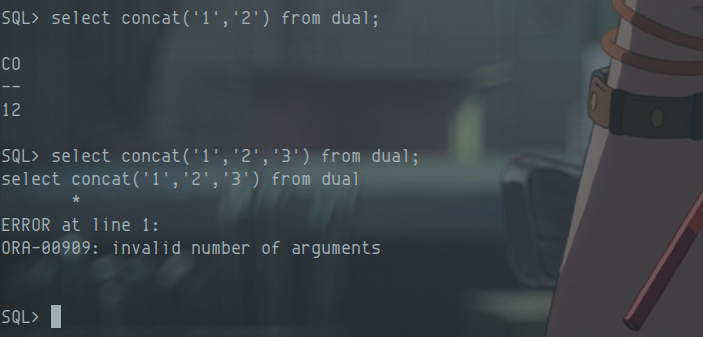 SQL> select concat('1','2') from dual;
CO
--
12
SQL> select concat('1','2','3') from dual;
select concat('1','2','3') from dual
       *
ERROR at line 1:
ORA-00909: invalid number of arguments
SQL>